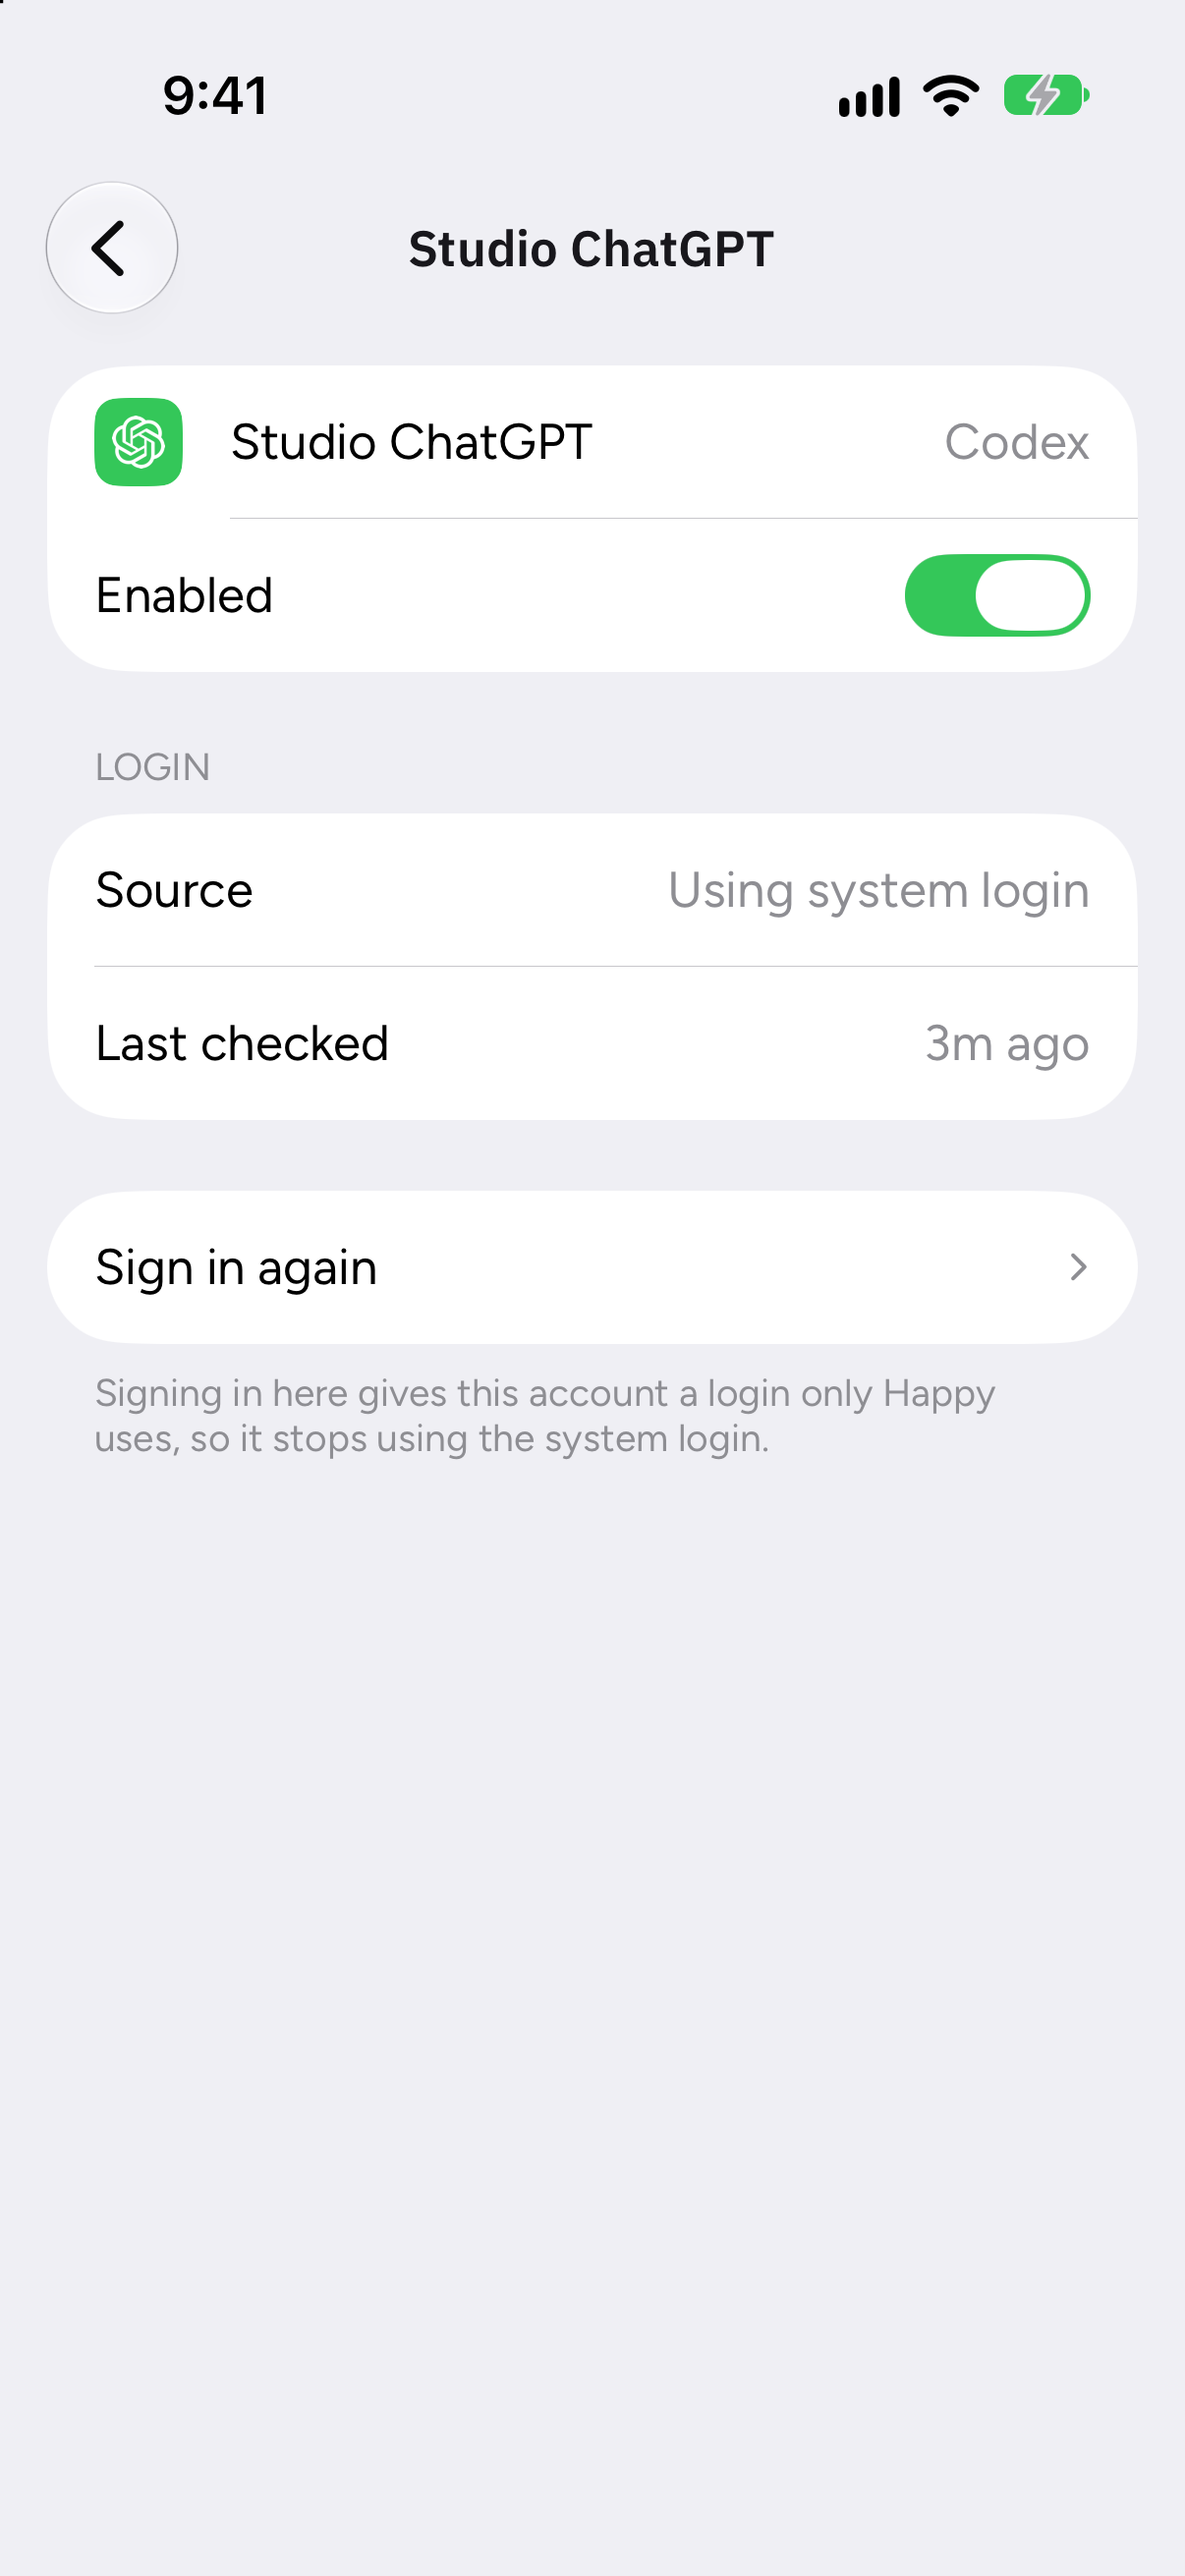 9:41
Studio ChatGPT
Studio ChatGPT Codex
Enabled
LOGIN
Source Using system login
Last checked 3m ago
Sign in again
Signing in here gives this account a login only Happy
uses, so it stops using the system login.